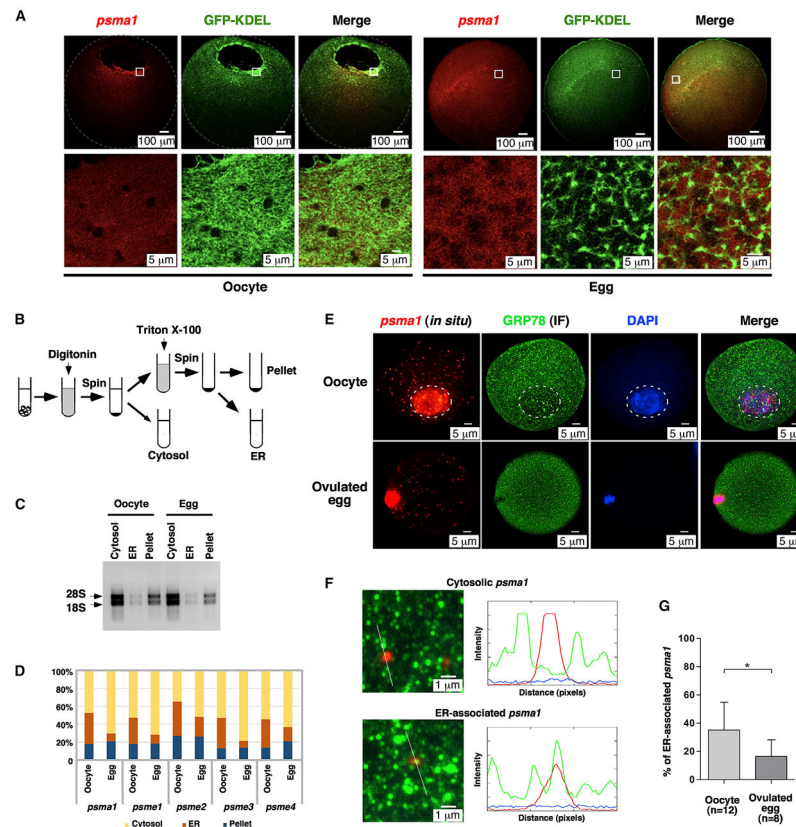 A
psma1 GFP-KDEL Merge psma1 GFP-KDEL Merge
100 μm 100 μm 100 μm 100 μm 100 μm 100 μm
5 μm 5 μm 5 μm 5 μm 5 μm 5 μm
Oocyte Egg
B
Digitonin
Spin
Triton X-100
Spin
Pellet
Cytosol
ER
C
Oocyte Egg
Cytosol ER Pellet Cytosol ER Pellet
28S
18S
D
100%
80%
60%
40%
20%
Oocyte Egg Oocyte Egg Oocyte Egg Oocyte Egg Oocyte Egg
psma1 psme1 psme2 psme3 psme4
Cytosol ER Pellet
E
psma1 (in situ) GRP78 (IF) DAPI Merge
Oocyte
5 μm 5 μm 5 μm 5 μm
Ovulated
egg
5 μm 5 μm 5 μm 5 μm
F
Cytosolic psma1
1 μm
Intensity
Distance (pixels)
ER-associated psma1
1 μm
Intensity
Distance (pixels)
G
% of ER-associated psma1
100
80
60
40
20
0
*
Oocyte
(n=12)
Ovulated
egg
(n=8)